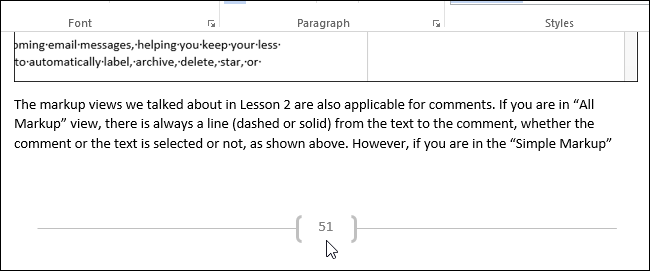 Font Paragraph Styles
oming·email·messages,·helping·you·keep·your·less·
to·automatically·label,·archive,·delete,·star,·or·
The markup views we talked about in Lesson 2 are also applicable for comments. If you are in “All
Markup” view, there is always a line (dashed or solid) from the text to the comment, whether the
comment or the text is selected or not, as shown above. However, if you are in the “Simple Markup”
51